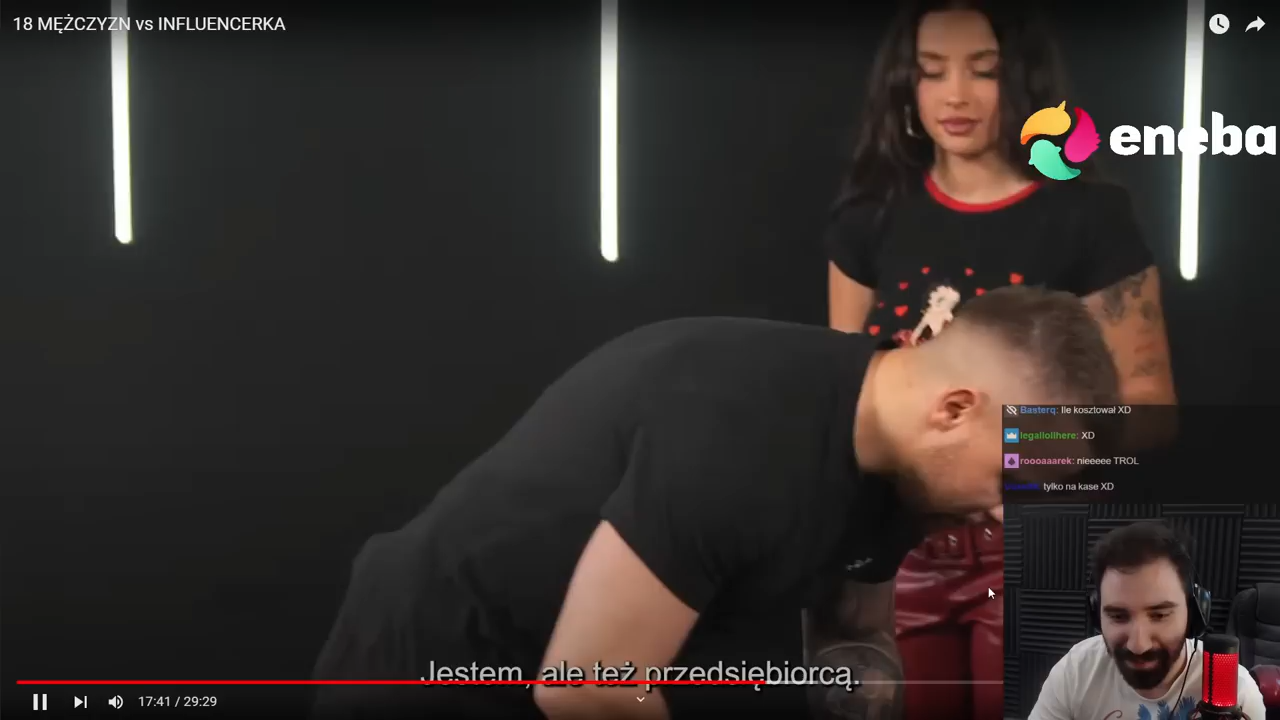 18 MĘŻCZYZN vs INFLUENCERKA
eneba
Basterq: Ile kosztował XD
legallollhere: XD
roooaaarek: nieeeee TROL
tylko na kase XD
Jestem, ale też przedsiębiorcą.
17:41 / 29:29